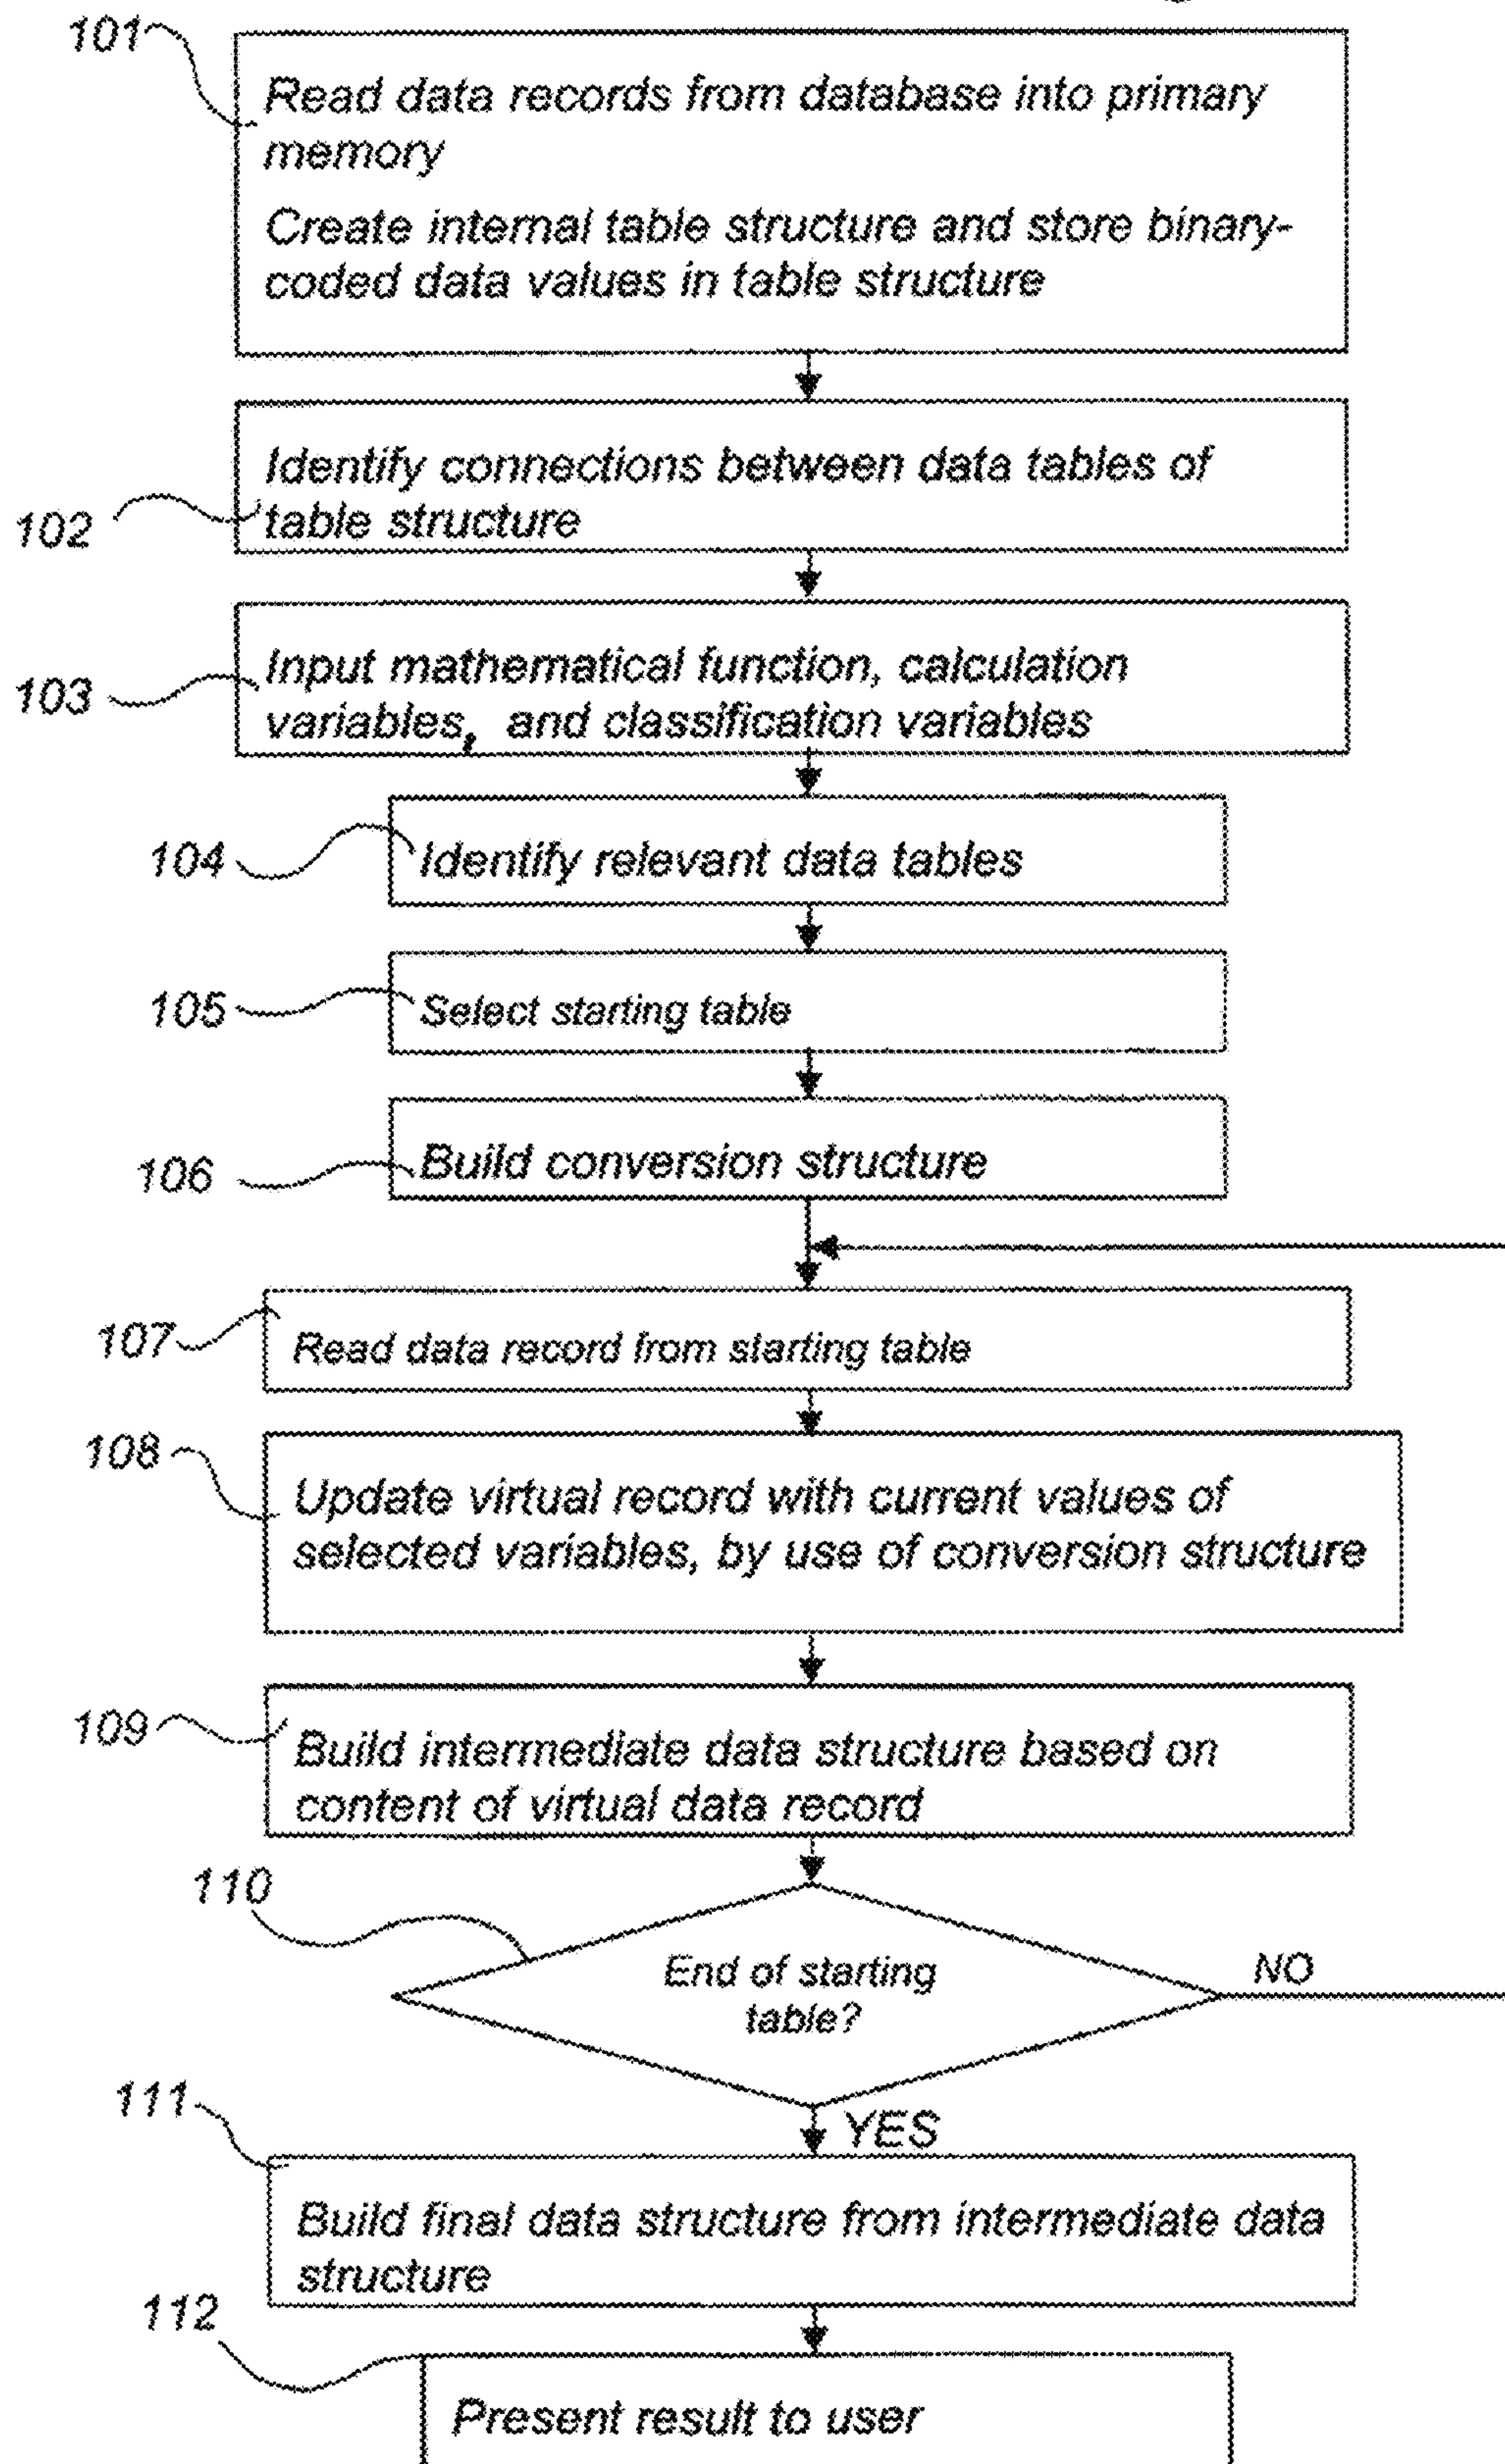 101
Read data records from database into primary
memory
Create internal table structure and store binary-
coded data values in table structure
102
Identify connections between data tables of
table structure
103
Input mathematical function, calculation
variables, and classification variables
104
Identify relevant data tables
105
Select starting table
106
Build conversion structure
107
Read data record from starting table
108
Update virtual record with current values of
selected variables, by use of conversion structure
109
Build intermediate data structure based on
content of virtual data record
110
End of starting
table?
NO
YES
111
Build final data structure from intermediate data
structure
112
Present result to user